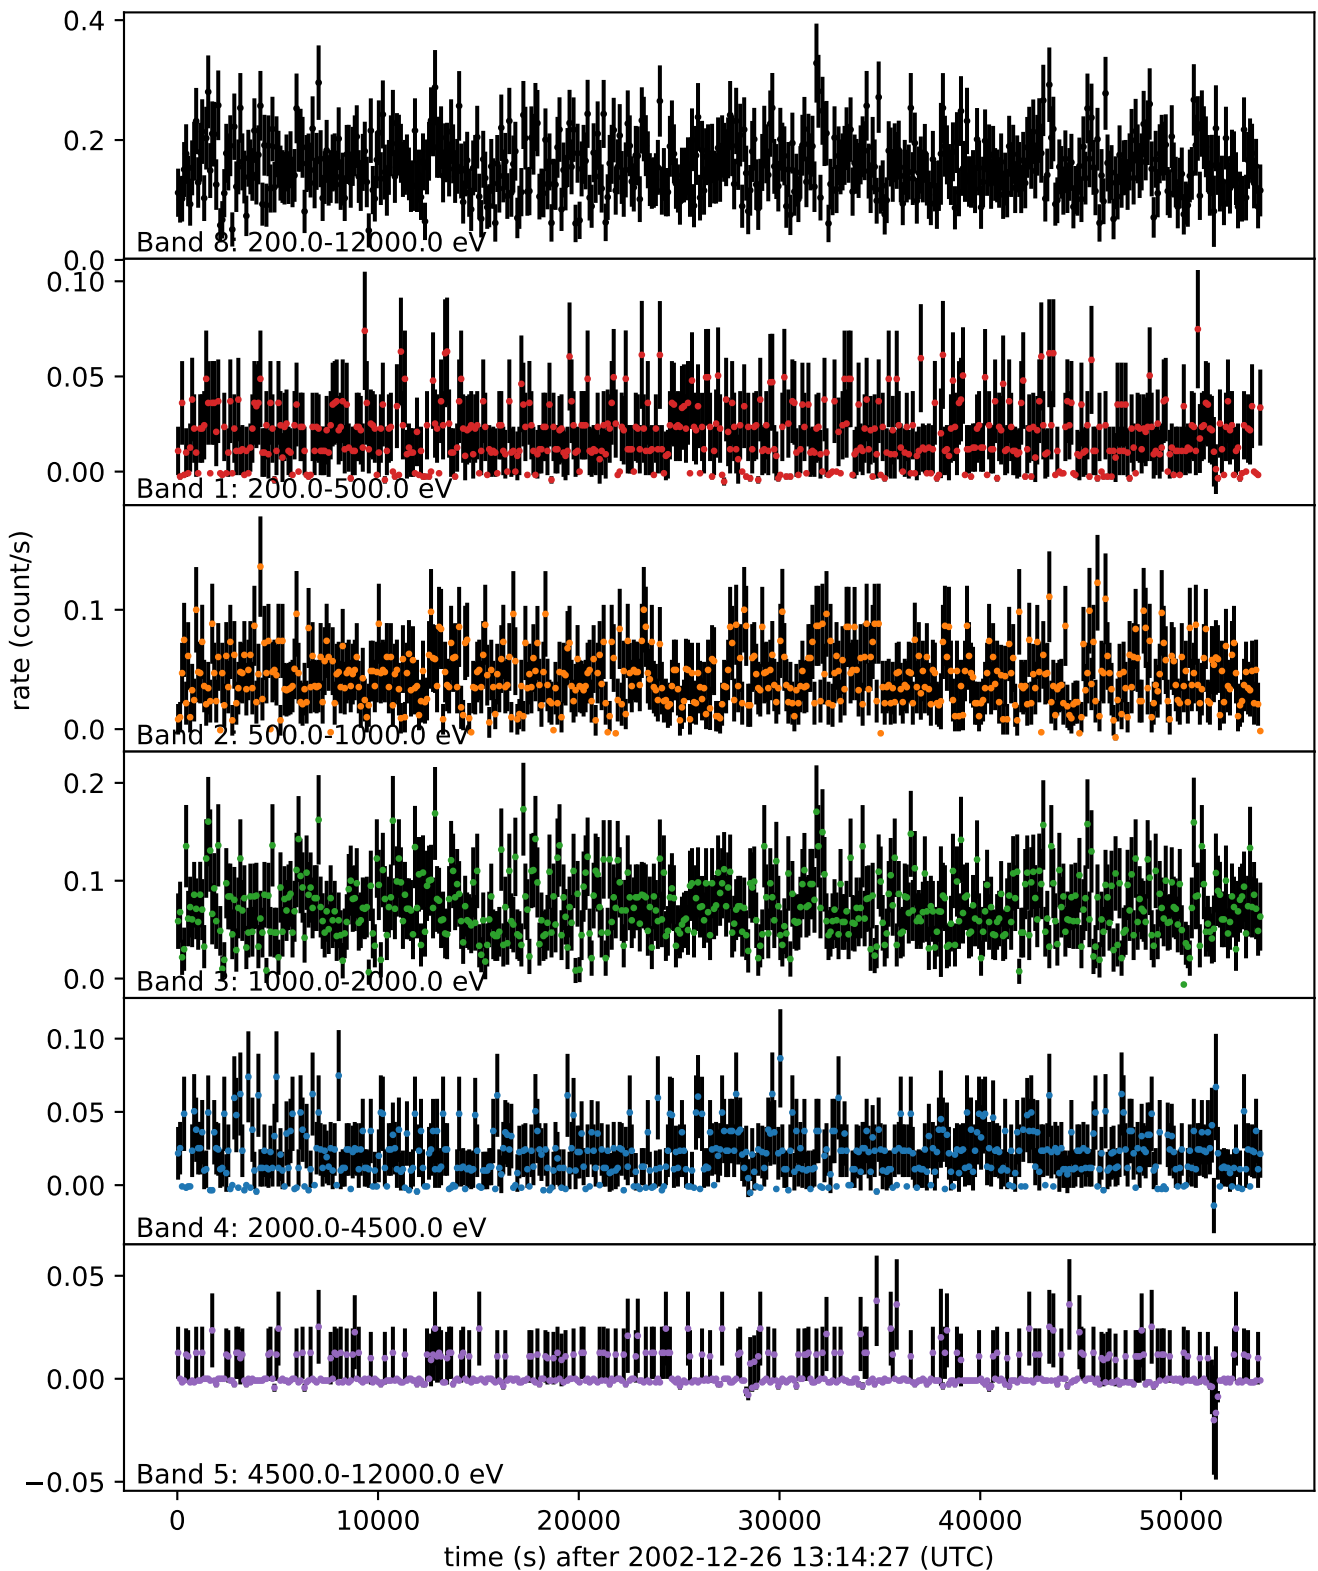 0.4
0.2
0.0
Band 8: 200.0-12000.0 eV
0.10
0.05
0.00
Band 1: 200.0-500.0 eV
rate (count/s)
0.1
0.0
Band 2: 500.0-1000.0 eV
0.2
0.1
0.0
Band 3: 1000.0-2000.0 eV
0.10
0.05
0.00
Band 4: 2000.0-4500.0 eV
0.05
0.00
−0.05
Band 5: 4500.0-12000.0 eV
0 10000 20000 30000 40000 50000
time (s) after 2002-12-26 13:14:27 (UTC)